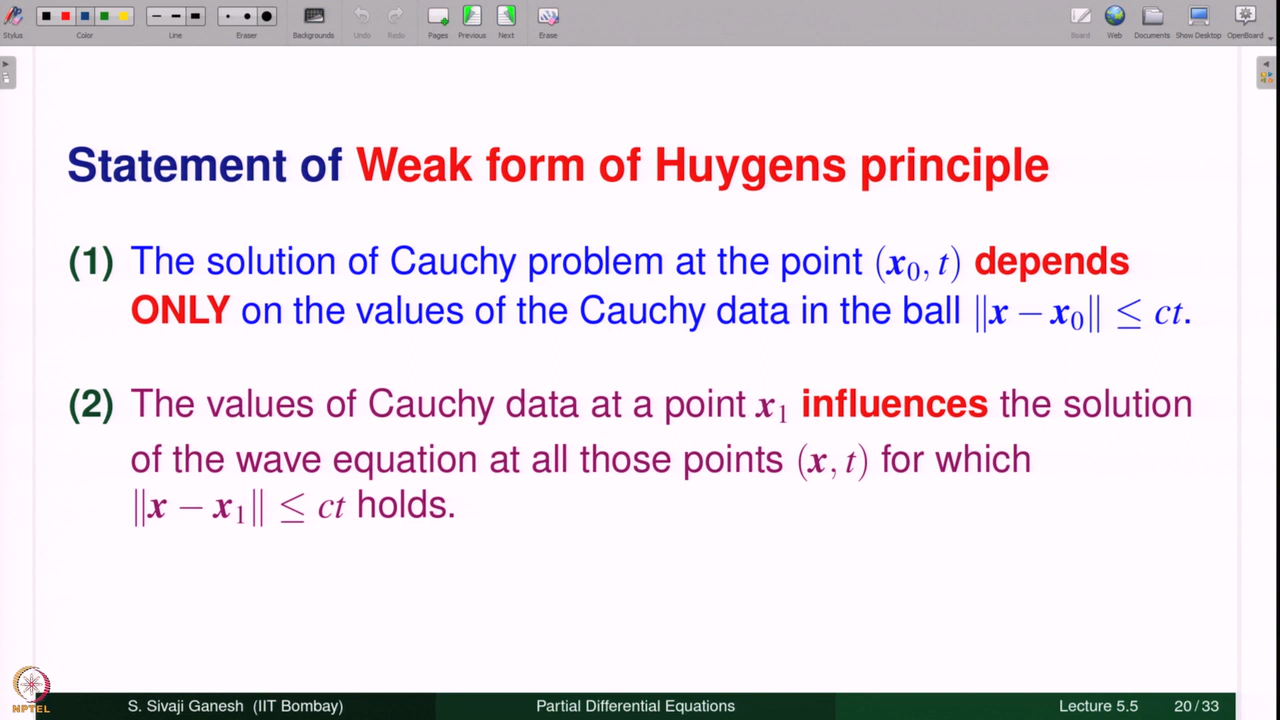 Stylus Color Line Eraser Backgrounds Undo Redo Pages Previous Next Erase Board Web Documents Show Desktop OpenBoard
Statement of Weak form of Huygens principle
(1) The solution of Cauchy problem at the point (x₀, t) depends
ONLY on the values of the Cauchy data in the ball ‖x − x₀‖ ≤ ct.
(2) The values of Cauchy data at a point x₁ influences the solution
of the wave equation at all those points (x, t) for which
‖x − x₁‖ ≤ ct holds.
NPTEL
S. Sivaji Ganesh (IIT Bombay) Partial Differential Equations Lecture 5.5 20 / 33